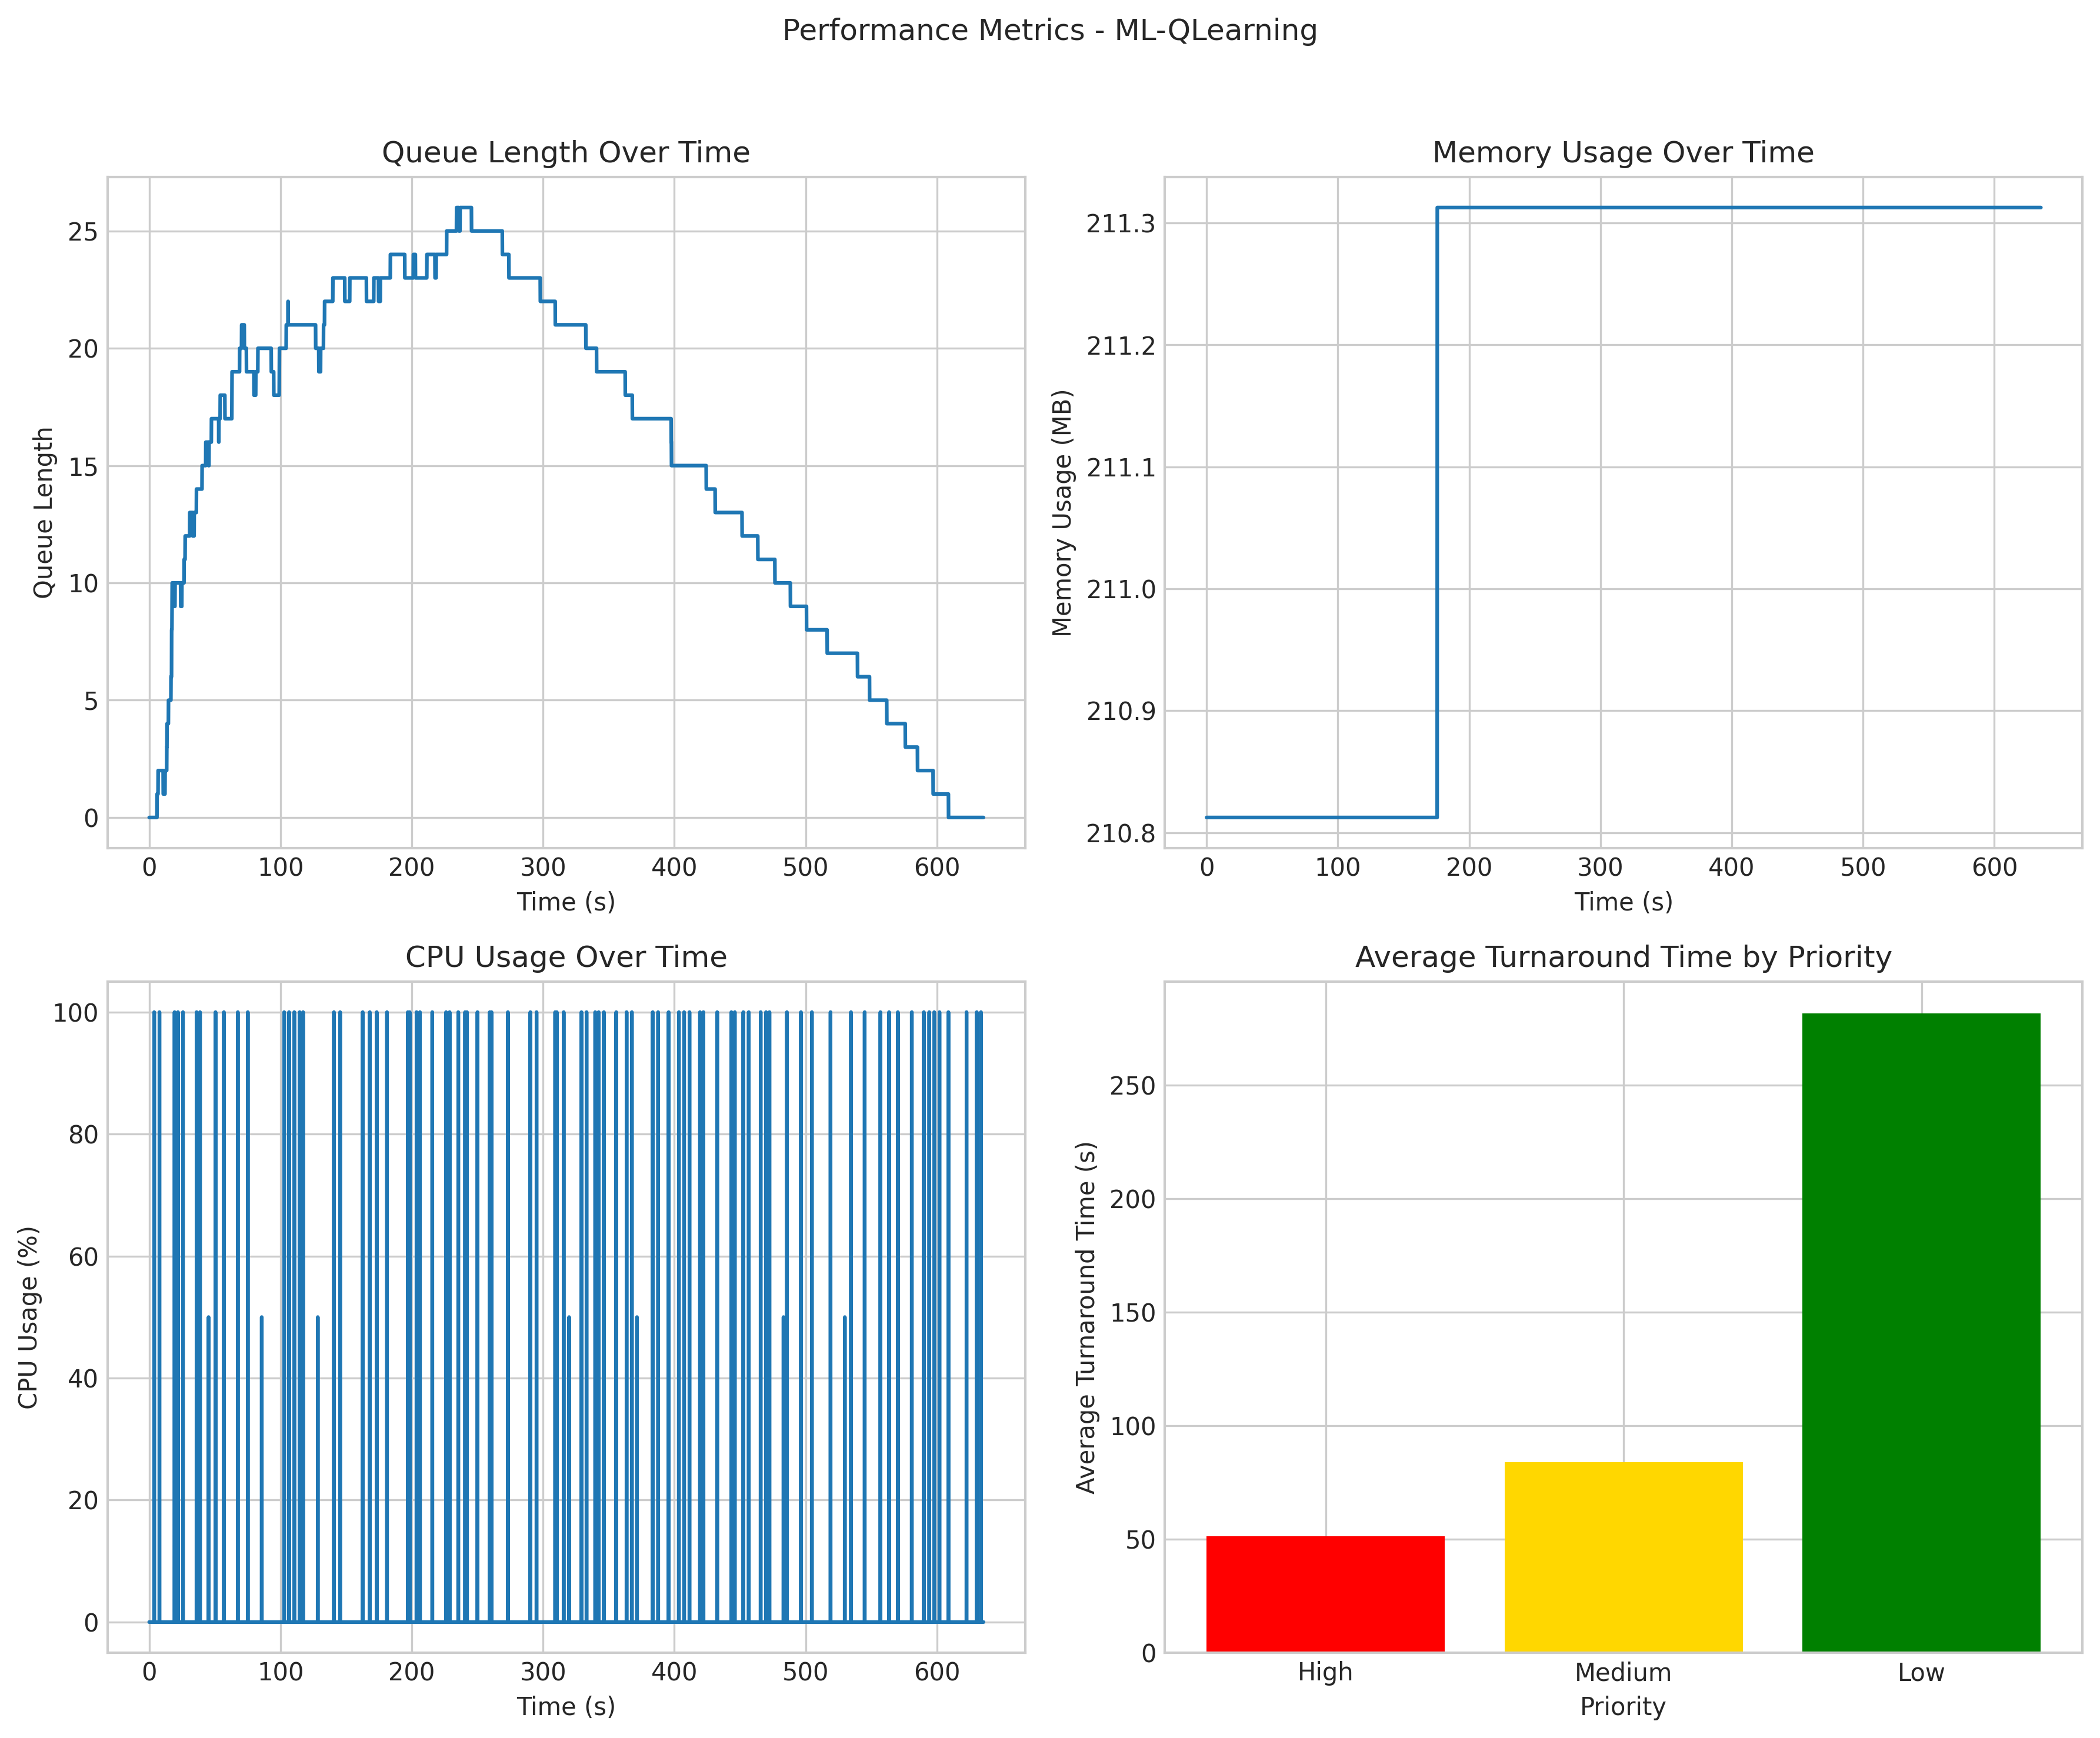 Performance Metrics - ML-QLearning
Queue Length Over Time
Queue Length
25
20
15
10
5
0
0 100 200 300 400 500 600
Time (s)
Memory Usage Over Time
Memory Usage (MB)
211.3
211.2
211.1
211.0
210.9
210.8
0 100 200 300 400 500 600
Time (s)
CPU Usage Over Time
CPU Usage (%)
100
80
60
40
20
0
0 100 200 300 400 500 600
Time (s)
Average Turnaround Time by Priority
Average Turnaround Time (s)
250
200
150
100
50
0
High Medium Low
Priority